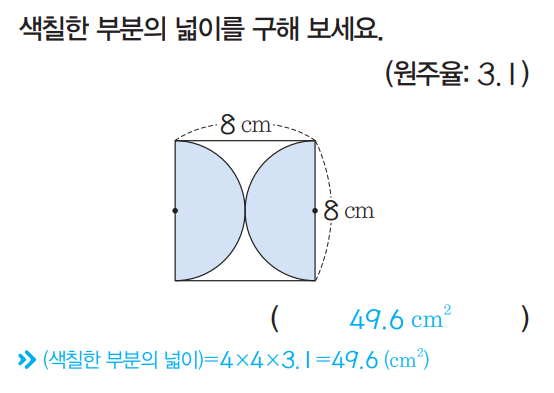 색칠한 부분의 넓이를 구해 보세요.
(원주율: 3.1)
8 cm
8 cm
( 49.6 cm² )
≫ (색칠한 부분의 넓이)=4×4×3.1=49.6 (cm²)